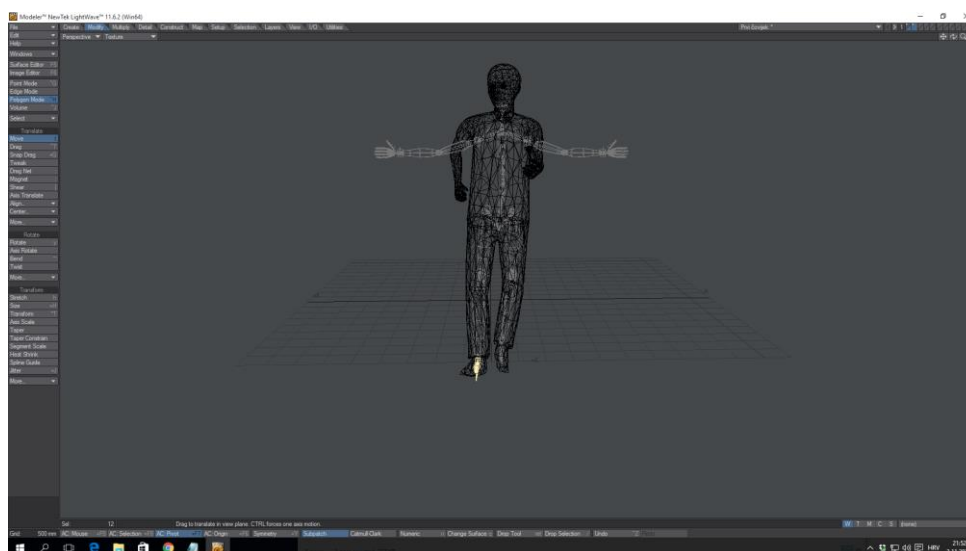 Modeler™ NewTek LightWave™ 11.6.2 (Win64)
File
Edit
Help
Windows
Surface Editor F5
Image Editor F6
Point Mode ^G
Edge Mode
Polygon Mode ^H
Volume ^J
Select
Translate
Move t
Drag ^T
Snap Drag +G
Tweak
Drag Net
Magnet
Shear
Axis Translate
Align...
Center...
More...
Rotate
Rotate y
Axis Rotate
Bend
Twist
More...
Transform
Stretch h
Size +H
Transform
Axis Scale
Taper
Taper Constrain
Segment Scale
Heat Shrink
Spline Guide
Jitter +J
More...
Create Modify Multiply Detail Construct Map Setup Selection Layers View I/O Utilities
Perspective Texture
Sel 12 Drag to translate in view plane. CTRL forces one axis motion.
W T M C S (none)
Grid: 500 mm AC: Mouse AC: Selection AC: Pivot AC: Origin Symmetry Subpatch Catmull-Clark Numeric n Change Surface q Drop Tool Drop Selection / Undo ^Z
HRV 21:52